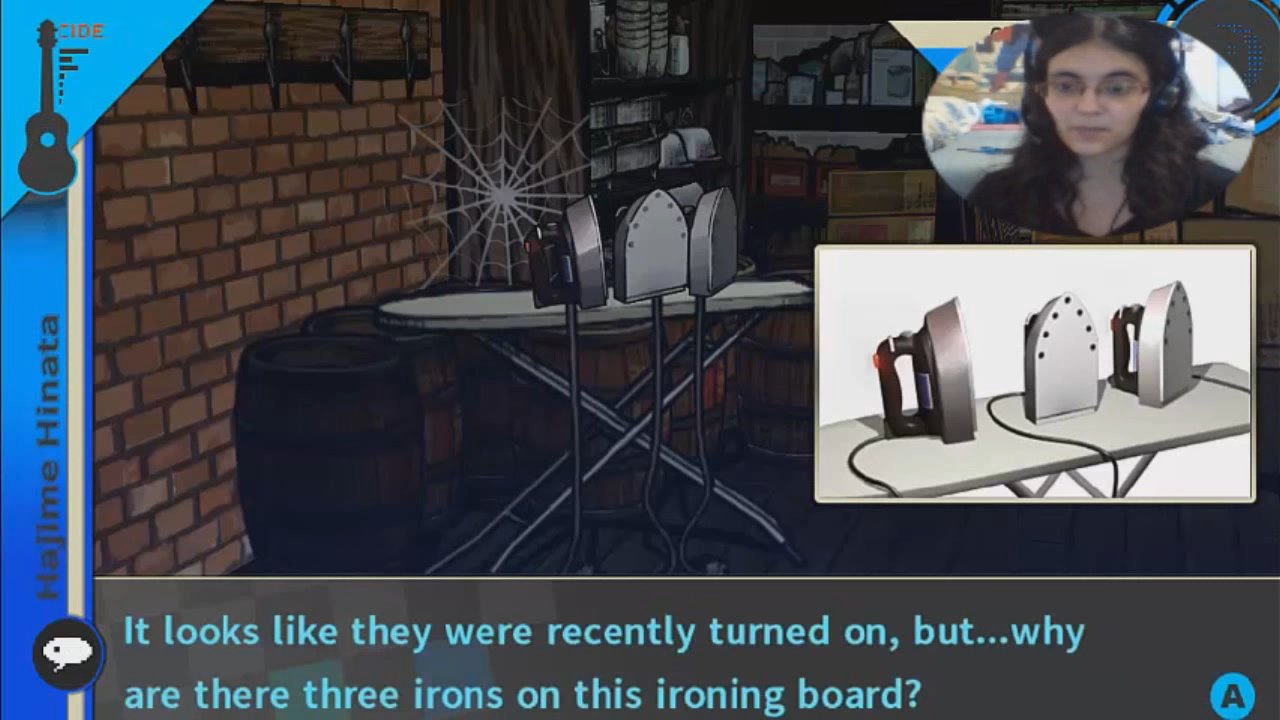 CIDE
Hajime Hinata
It looks like they were recently turned on, but...why
are there three irons on this ironing board?
A